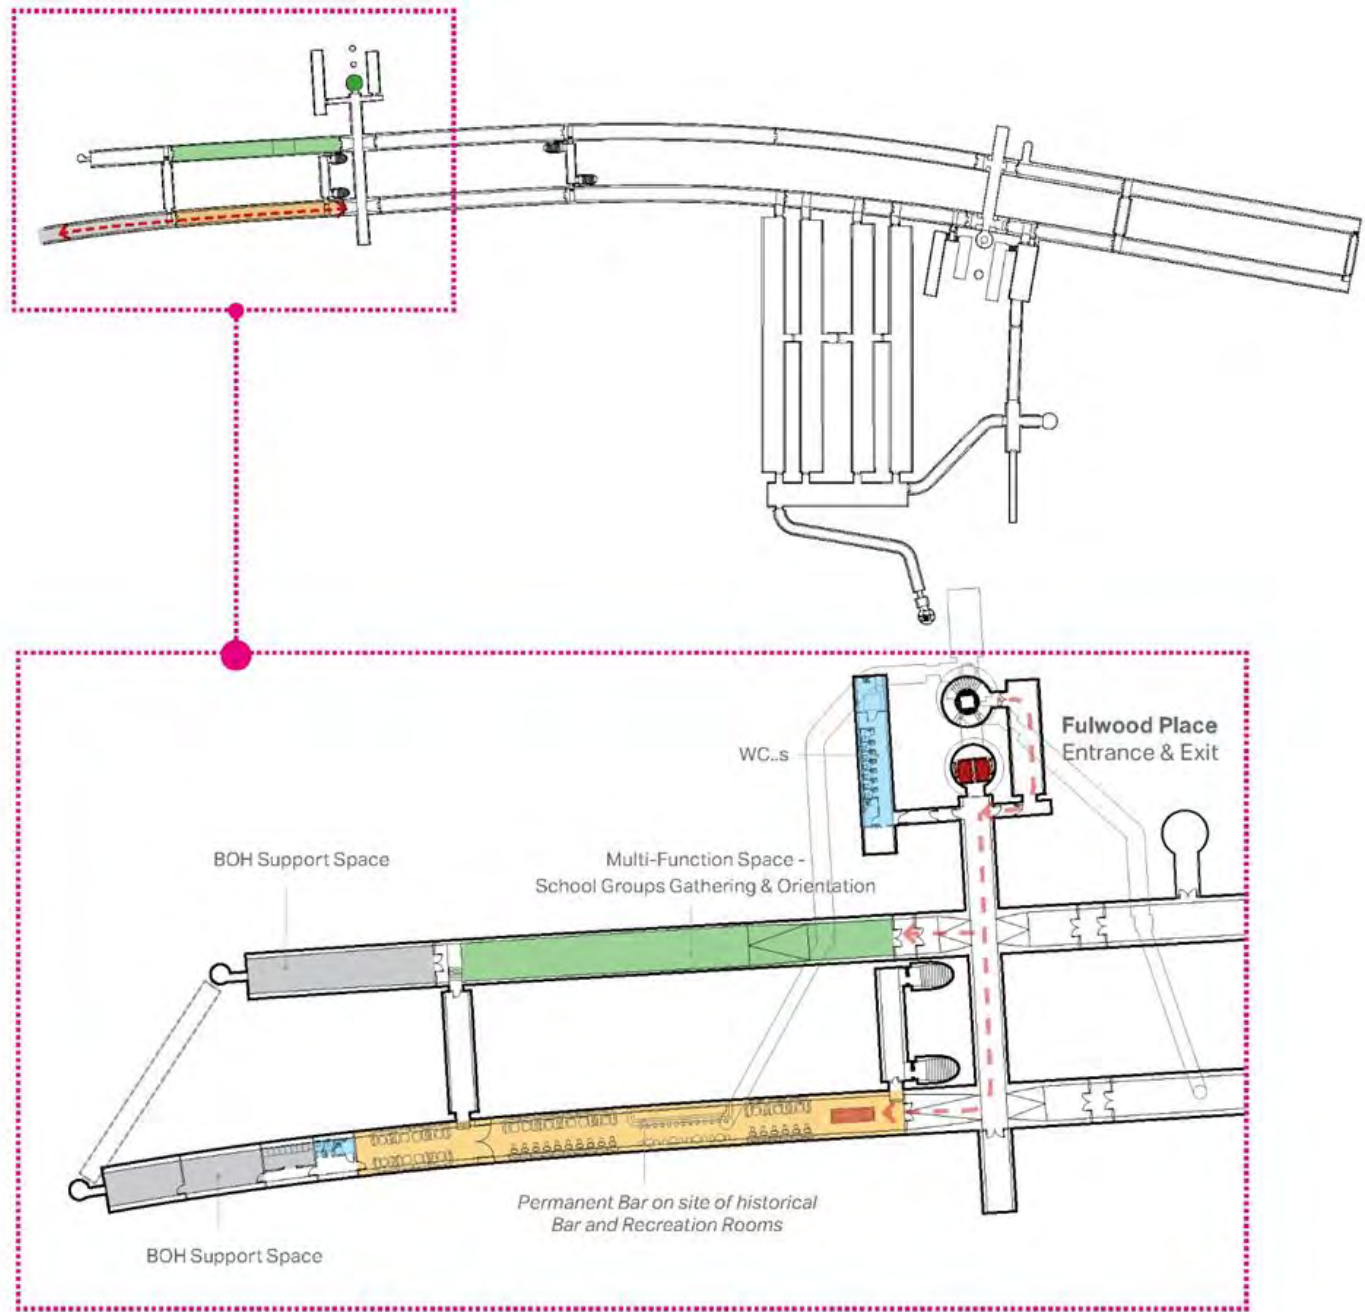 Fulwood Place
Entrance & Exit
WC..s
BOH Support Space
Multi-Function Space -
School Groups Gathering & Orientation
Permanent Bar on site of historical
Bar and Recreation Rooms
BOH Support Space